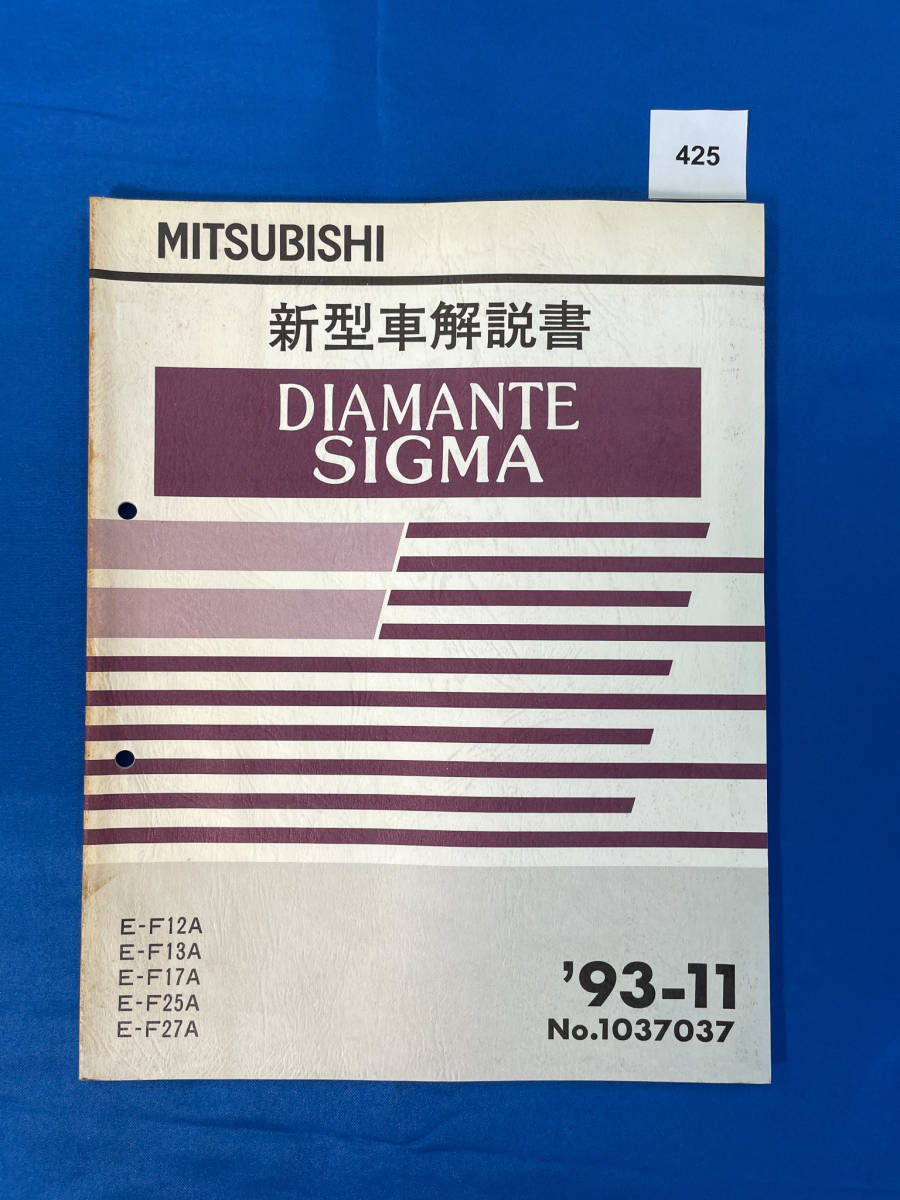 425
MITSUBISHI
新型車解説書
DIAMANTE
SIGMA
E-F12A
E-F13A
E-F17A
E-F25A
E-F27A
'93-11
No.1037037